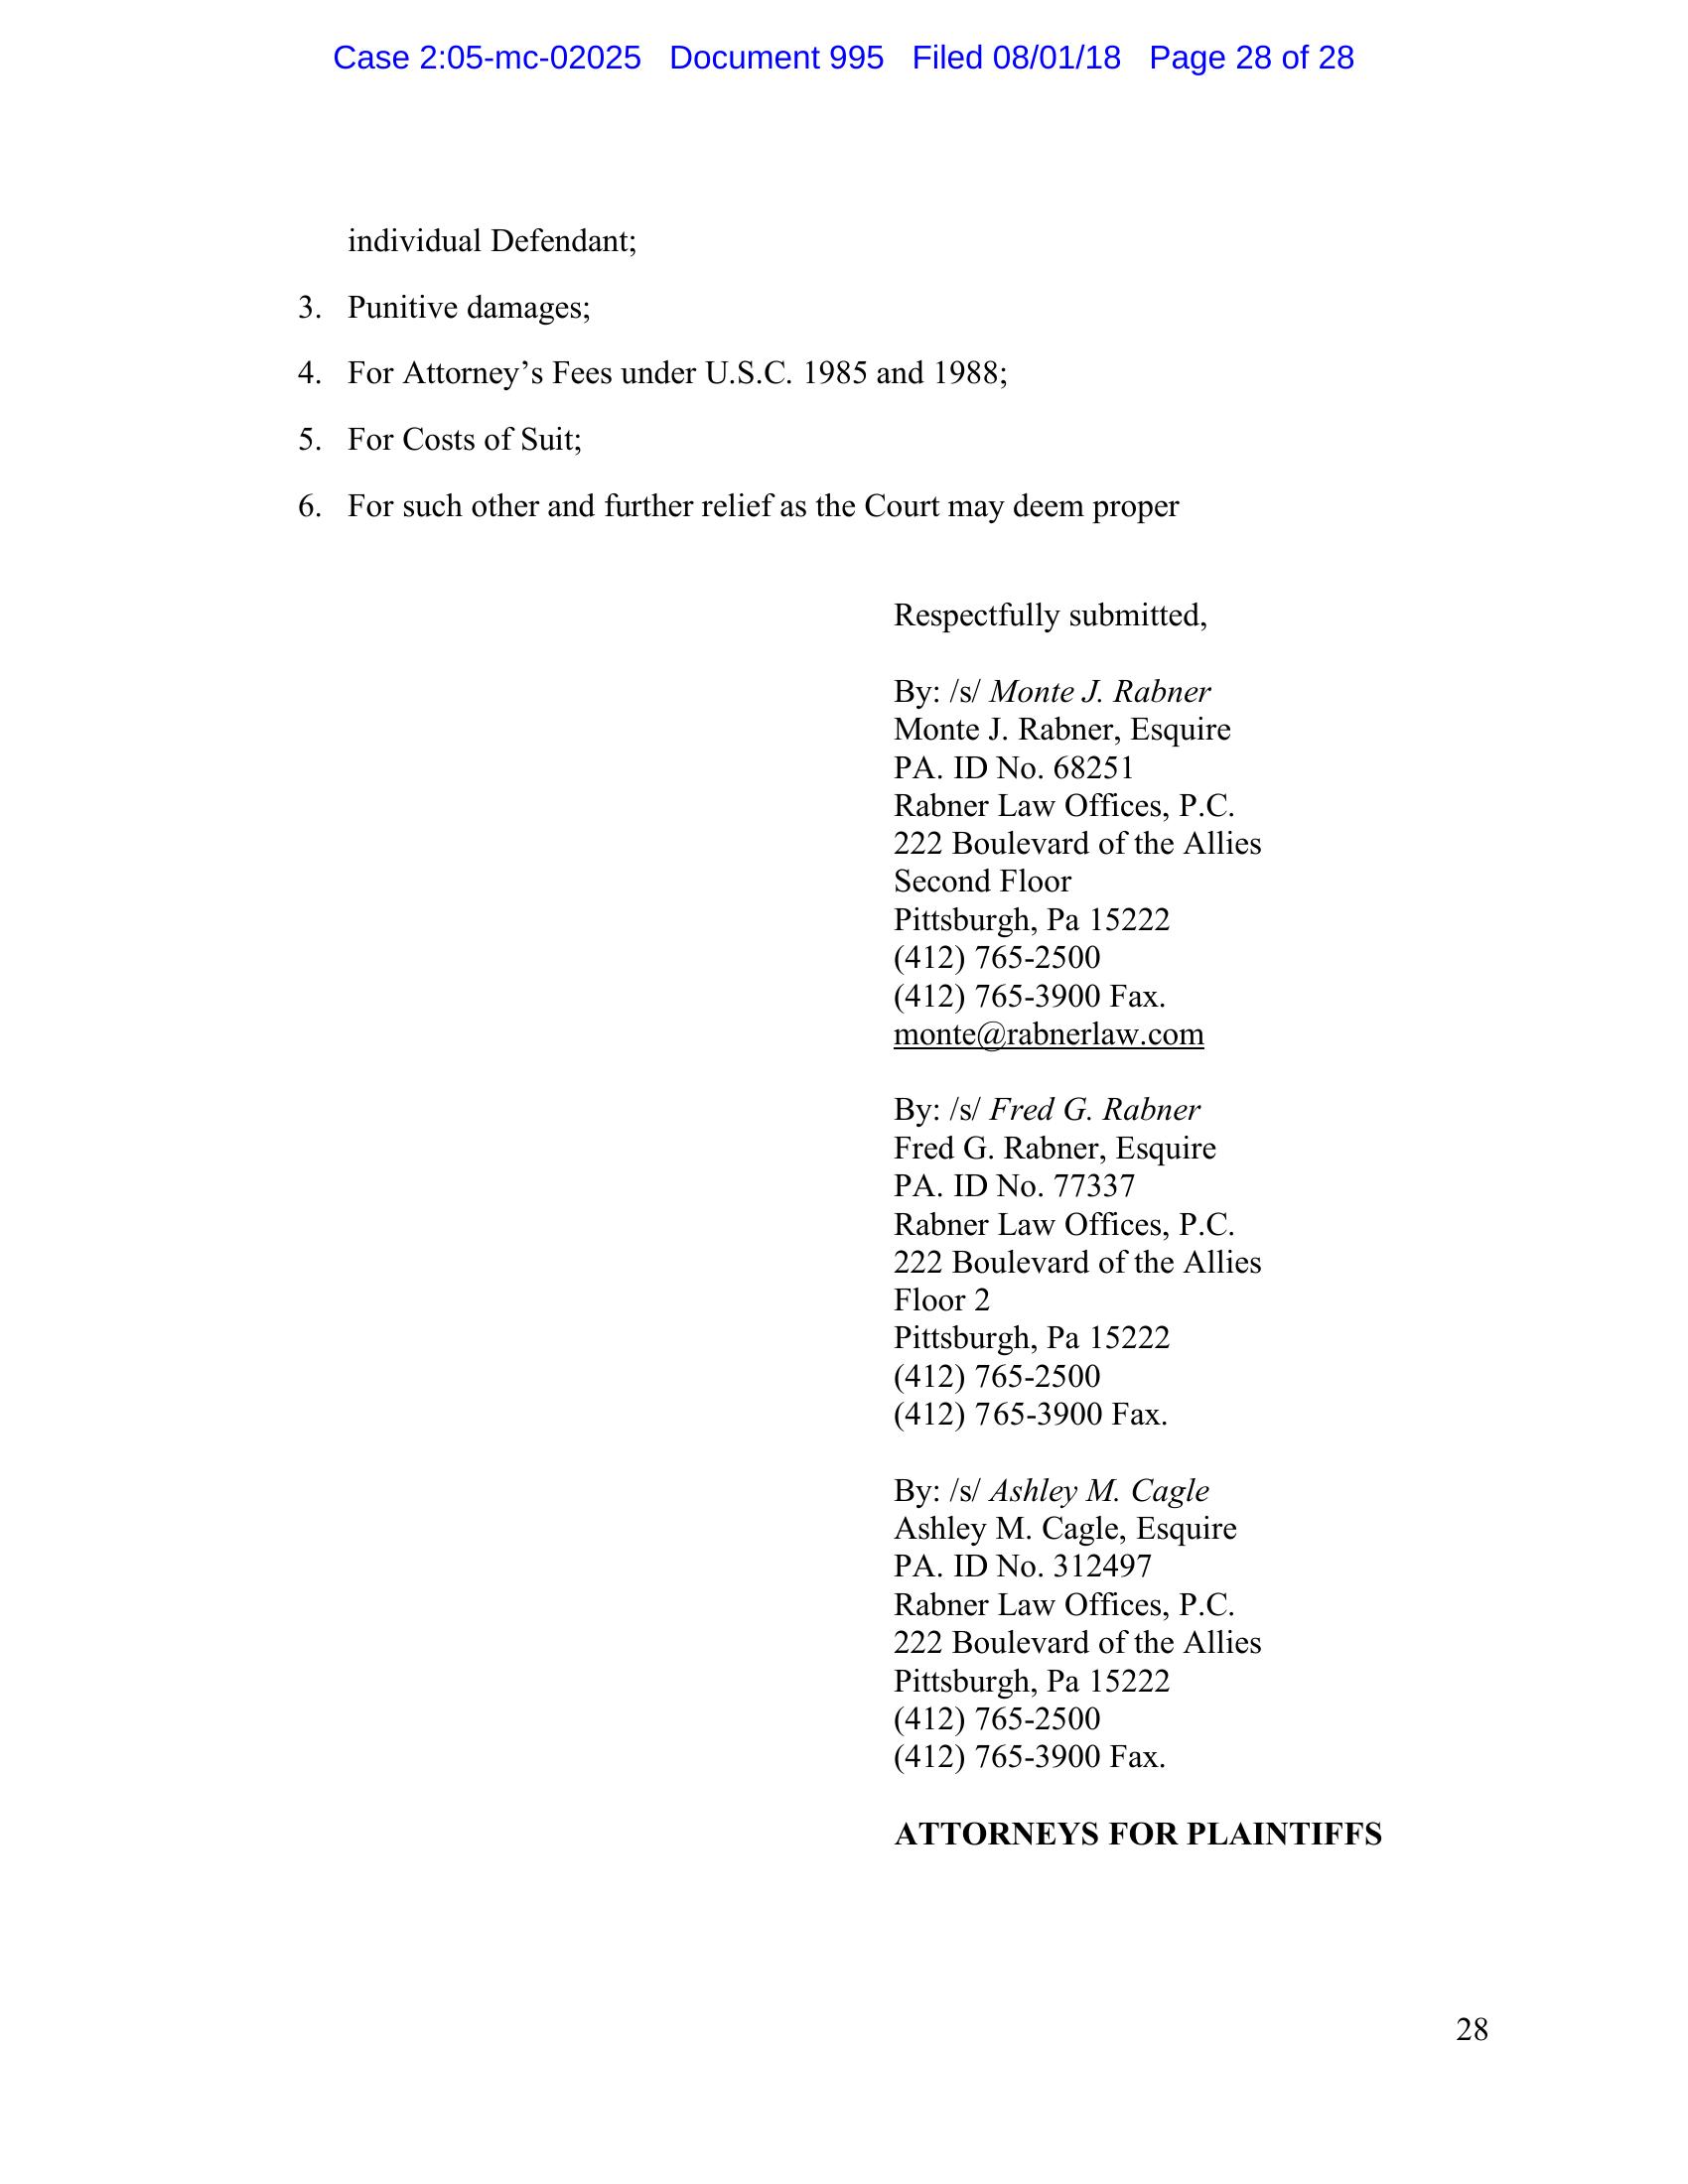 Case 2:05-mc-02025 Document 995 Filed 08/01/18 Page 28 of 28
individual Defendant;
3. Punitive damages;
4. For Attorney’s Fees under U.S.C. 1985 and 1988;
5. For Costs of Suit;
6. For such other and further relief as the Court may deem proper
Respectfully submitted,
By: /s/ Monte J. Rabner
Monte J. Rabner, Esquire
PA. ID No. 68251
Rabner Law Offices, P.C.
222 Boulevard of the Allies
Second Floor
Pittsburgh, Pa 15222
(412) 765-2500
(412) 765-3900 Fax.
monte@rabnerlaw.com
By: /s/ Fred G. Rabner
Fred G. Rabner, Esquire
PA. ID No. 77337
Rabner Law Offices, P.C.
222 Boulevard of the Allies
Floor 2
Pittsburgh, Pa 15222
(412) 765-2500
(412) 765-3900 Fax.
By: /s/ Ashley M. Cagle
Ashley M. Cagle, Esquire
PA. ID No. 312497
Rabner Law Offices, P.C.
222 Boulevard of the Allies
Pittsburgh, Pa 15222
(412) 765-2500
(412) 765-3900 Fax.
ATTORNEYS FOR PLAINTIFFS
28